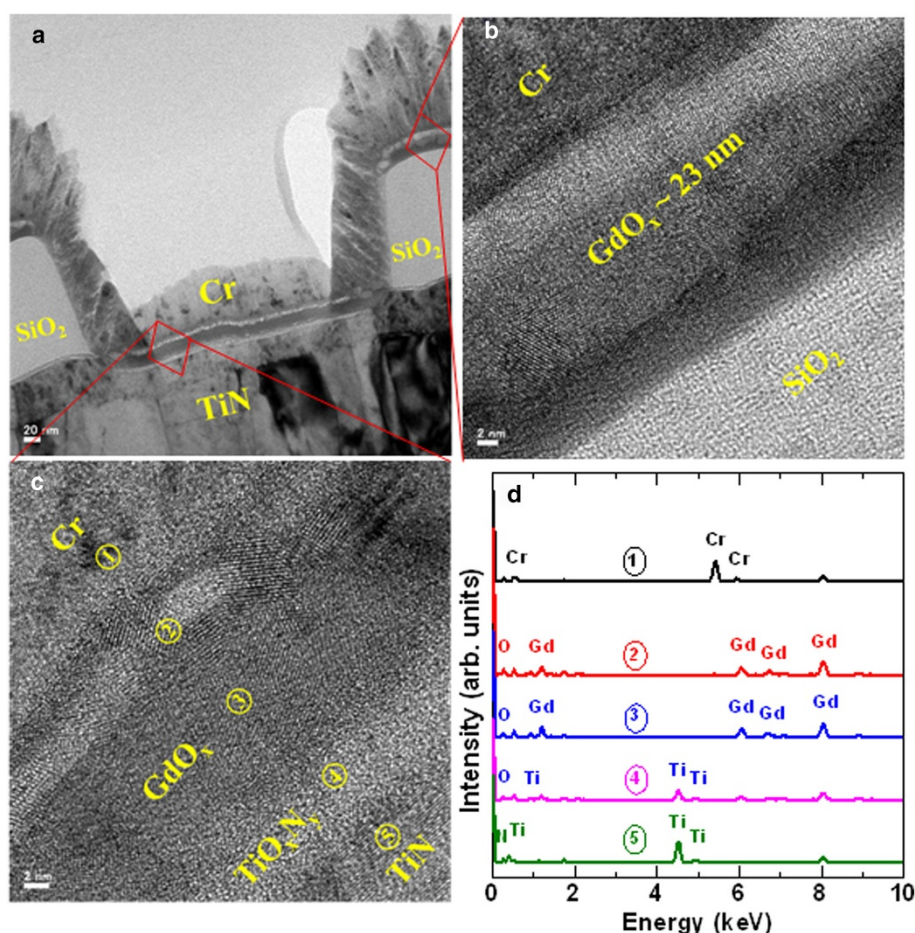 a
SiO₂
SiO₂
Cr
TiN
20 nm
b
Cr
GdOₓ ~ 23 nm
SiO₂
2 nm
c
Cr
①
②
③
GdOₓ
④
TiOₓNᵧ
⑤
TiN
2 nm
d
Cr ① Cr Cr
O Gd ② Gd Gd Gd
O Gd ③ Gd Gd Gd
O Ti ④ Ti Ti
N Ti ⑤ Ti Ti
0 2 4 6 8 10
Energy (keV)
Intensity (arb. units)